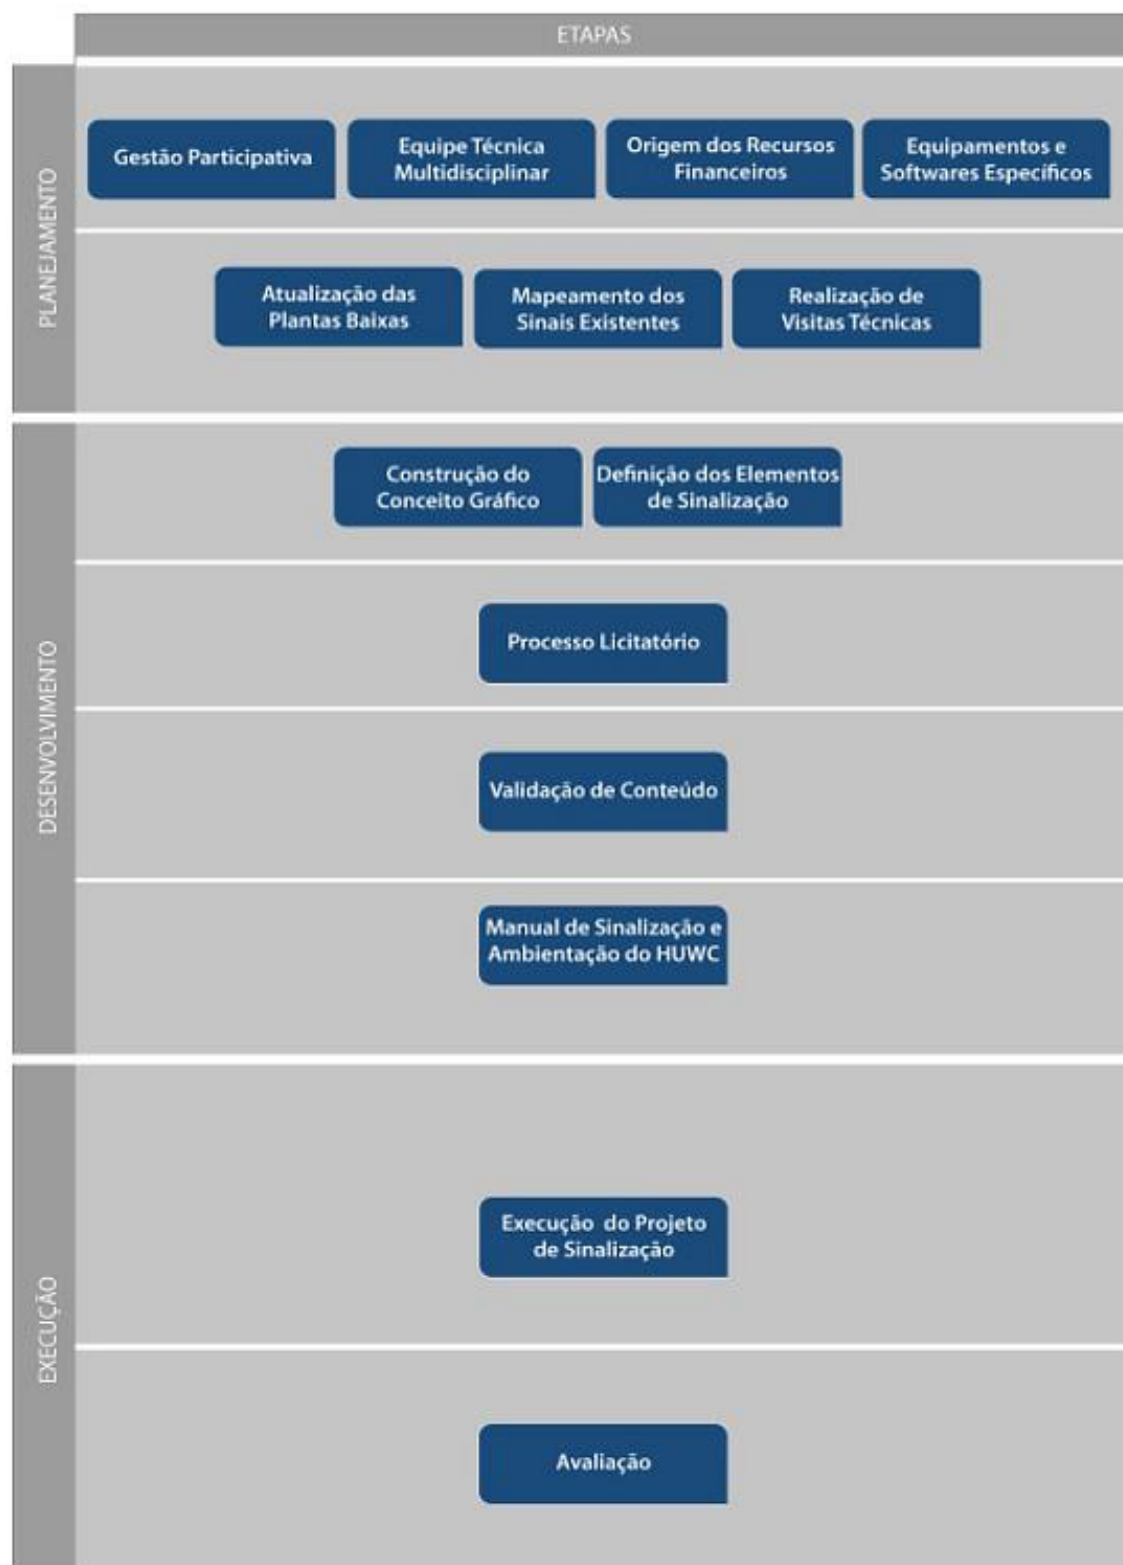 ETAPAS
PLANEJAMENTO
Gestão Participativa
Equipe Técnica
Multidisciplinar
Origem dos Recursos
Financeiros
Equipamentos e
Softwares Específicos
Atualização das
Plantas Baixas
Mapeamento dos
Sinais Existentes
Realização de
Visitas Técnicas
DESENVOLVIMENTO
Construção do
Conceito Gráfico
Definição dos Elementos
de Sinalização
Processo Licitatório
Validação de Conteúdo
Manual de Sinalização e
Ambientação do HUWC
EXECUÇÃO
Execução do Projeto
de Sinalização
Avaliação